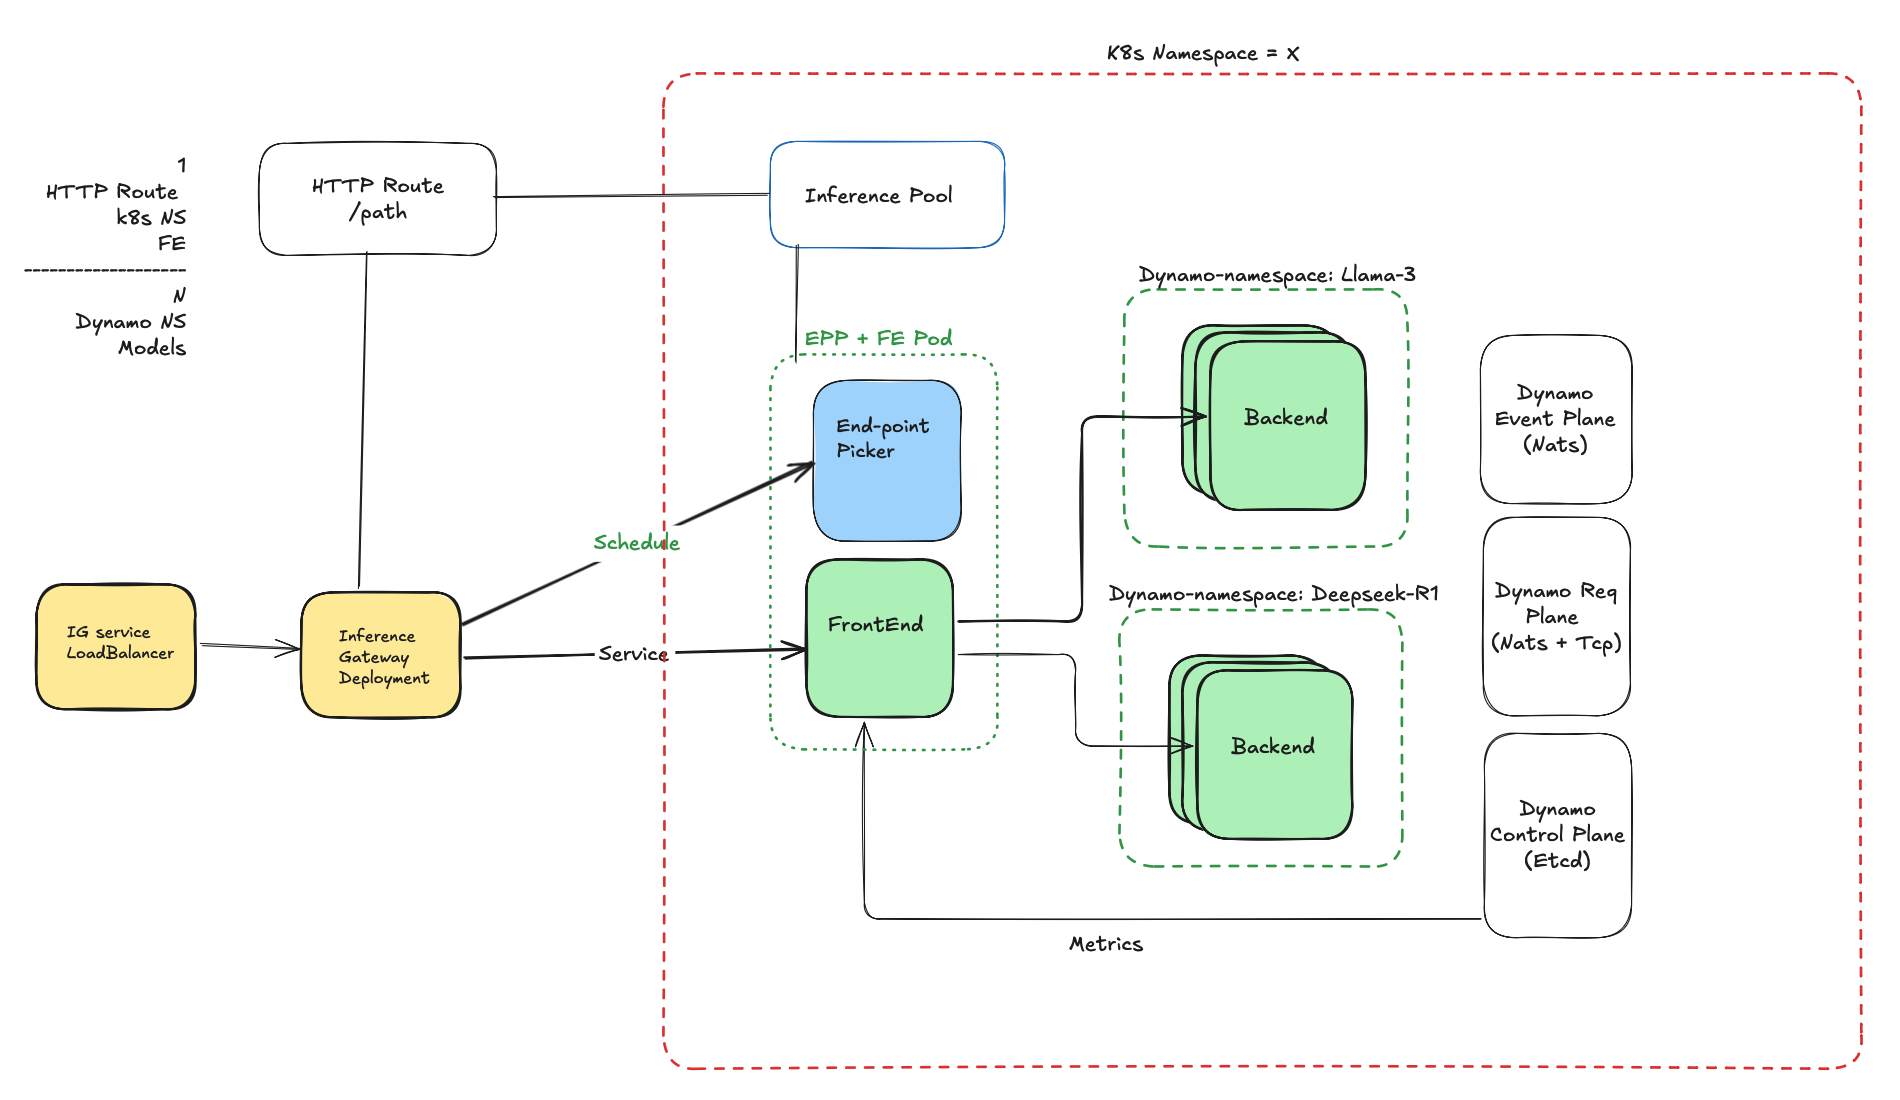 K8s Namespace = X
1
HTTP Route
k8s NS
FE
N
Dynamo NS
Models
HTTP Route
/path
Inference Pool
EPP + FE Pod
End-point
Picker
FrontEnd
Schedule
Service
IG service
LoadBalancer
Inference
Gateway
Deployment
Dynamo-namespace: Llama-3
Backend
Dynamo-namespace: Deepseek-R1
Backend
Dynamo
Event Plane
(Nats)
Dynamo Req
Plane
(Nats + Tcp)
Dynamo
Control Plane
(Etcd)
Metrics